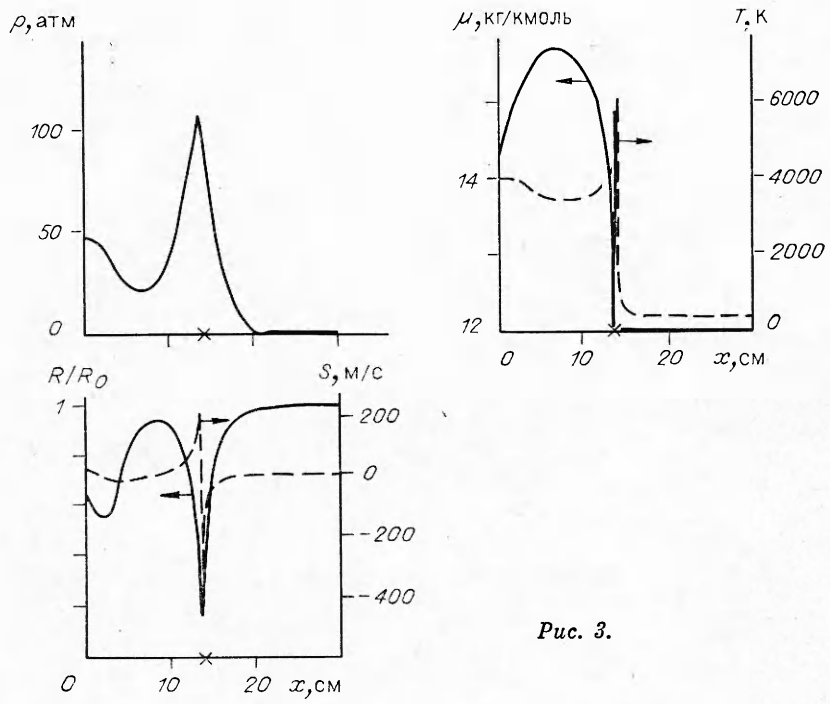 p, атм
100
50
0
μ, кг/кмоль
T, К
6000
4000
2000
0
14
12
0 10 20 x, см
R/R0
S, м/с
1
200
0
-200
-400
0 10 20 x, см
Рис. 3.